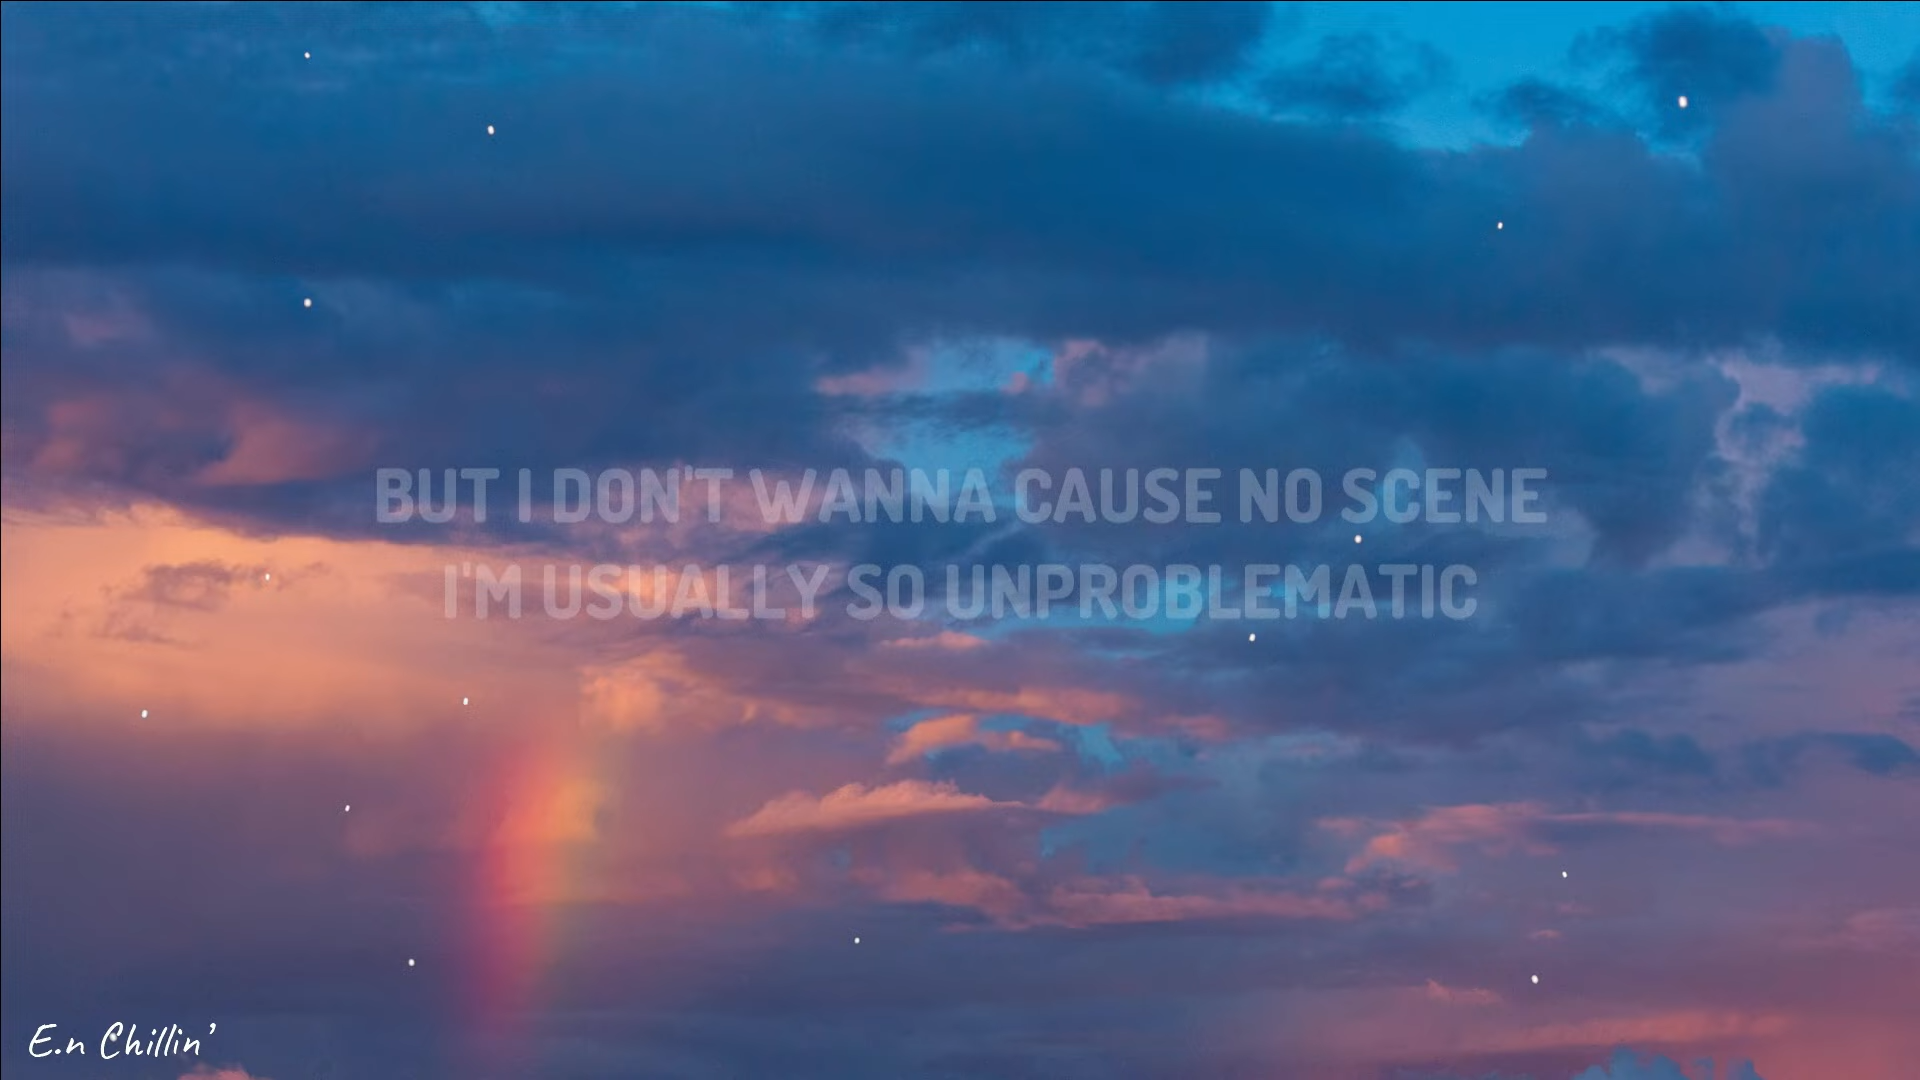 BUT I DON'T WANNA CAUSE NO SCENE
I'M USUALLY SO UNPROBLEMATIC
E.n Chillin'